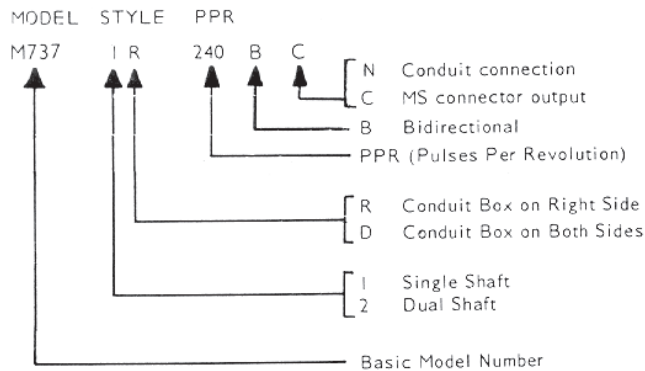 MODEL STYLE PPR
M737 1 R 240 B C
N Conduit connection
C MS connector output
B Bidirectional
PPR (Pulses Per Revolution)
R Conduit Box on Right Side
D Conduit Box on Both Sides
1 Single Shaft
2 Dual Shaft
Basic Model Number